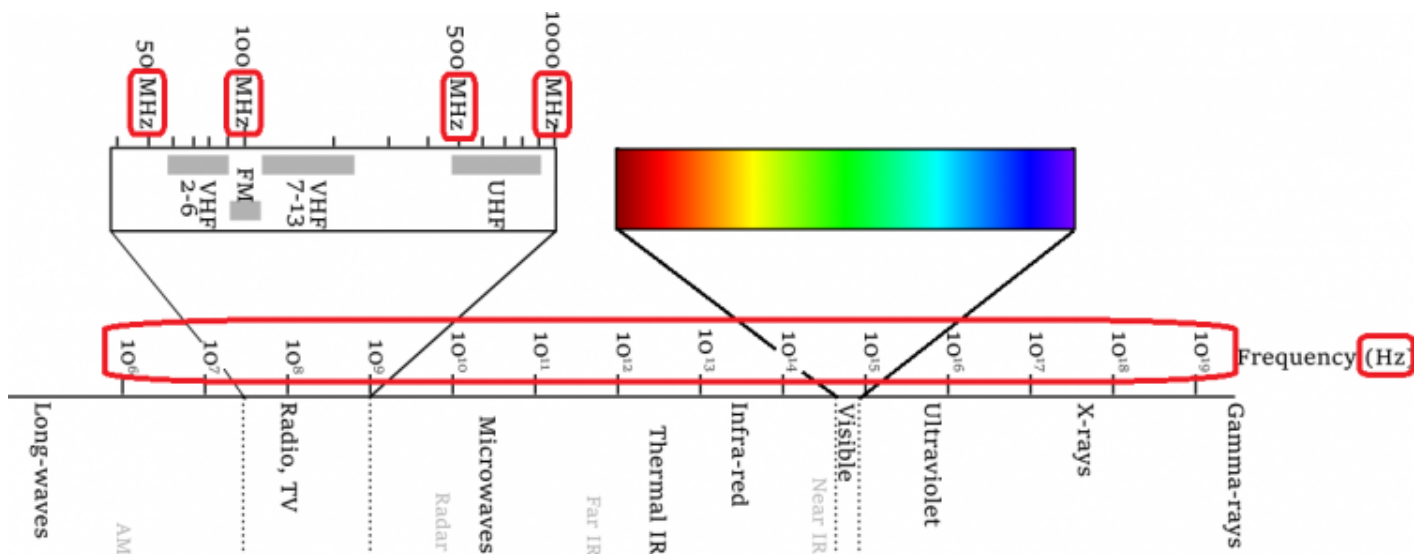 50 MHz
100 MHz
500 MHz
1000 MHz
VHF
2-6
FM
VHF
7-13
UHF
10⁶
10⁷
10⁸
10⁹
10¹⁰
10¹¹
10¹²
10¹³
10¹⁴
10¹⁵
10¹⁶
10¹⁷
10¹⁸
10¹⁹
Frequency (Hz)
Long-waves
Radio, TV
Microwaves
Thermal IR
Infra-red
Visible
Ultraviolet
X-rays
Gamma-rays
AM
Radar
Far IR
Near IR